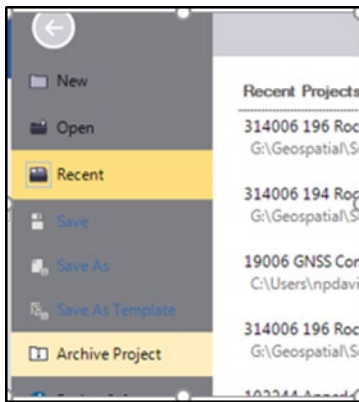 New
Open
Recent
Save
Save As
Save As Template
Archive Project
Recent Projects
314006 196 Roc
G:\Geospatial\S
314006 194 Roc
G:\Geospatial\S
19006 GNSS Con
C:\Users\npdavi
314006 196 Roc
G:\Geospatial\S